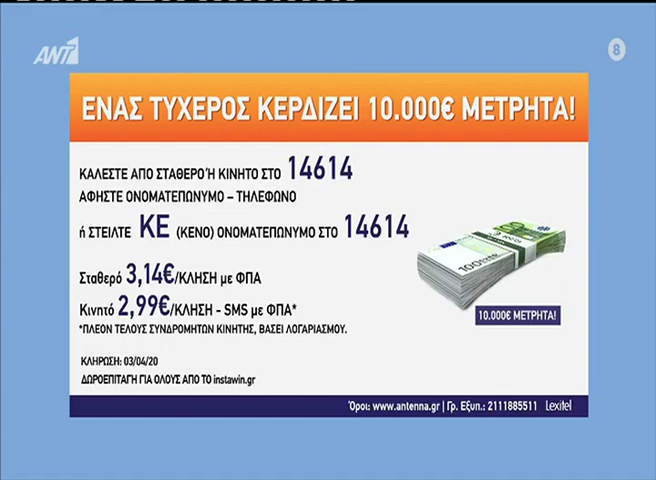 ΑΝΤ1
8
ΕΝΑΣ ΤΥΧΕΡΟΣ ΚΕΡΔΙΖΕΙ 10.000€ ΜΕΤΡΗΤΑ!
ΚΑΛΕΣΤΕ ΑΠΟ ΣΤΑΘΕΡΟ Ή ΚΙΝΗΤΟ ΣΤΟ 14614
ΑΦΗΣΤΕ ΟΝΟΜΑΤΕΠΩΝΥΜΟ – ΤΗΛΕΦΩΝΟ
ή ΣΤΕΙΛΤΕ ΚΕ (ΚΕΝΟ) ΟΝΟΜΑΤΕΠΩΝΥΜΟ ΣΤΟ 14614
Σταθερό 3,14€/ΚΛΗΣΗ με ΦΠΑ
Κινητό 2,99€/ΚΛΗΣΗ - SMS με ΦΠΑ*
*ΠΛΕΟΝ ΤΕΛΟΥΣ ΣΥΝΔΡΟΜΗΤΩΝ ΚΙΝΗΤΗΣ, ΒΑΣΕΙ ΛΟΓΑΡΙΑΣΜΟΥ.
100
10.000€ ΜΕΤΡΗΤΑ!
ΚΛΗΡΩΣΗ: 03/04/20
ΔΩΡΟΕΠΙΤΑΓΗ ΓΙΑ ΟΛΟΥΣ ΑΠΟ ΤΟ instawin.gr
Όροι: www.antenna.gr | Γρ. Εξυπ.: 2111885511 Lexitel